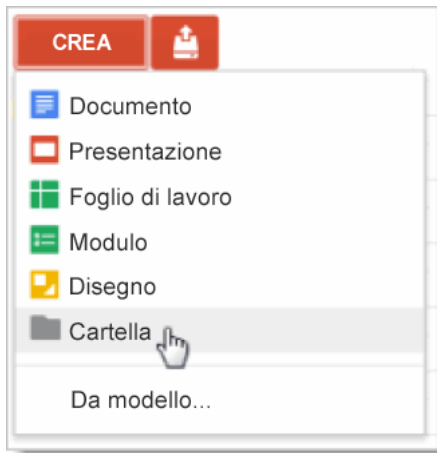 CREA
Documento
Presentazione
Foglio di lavoro
Modulo
Disegno
Cartella
Da modello...